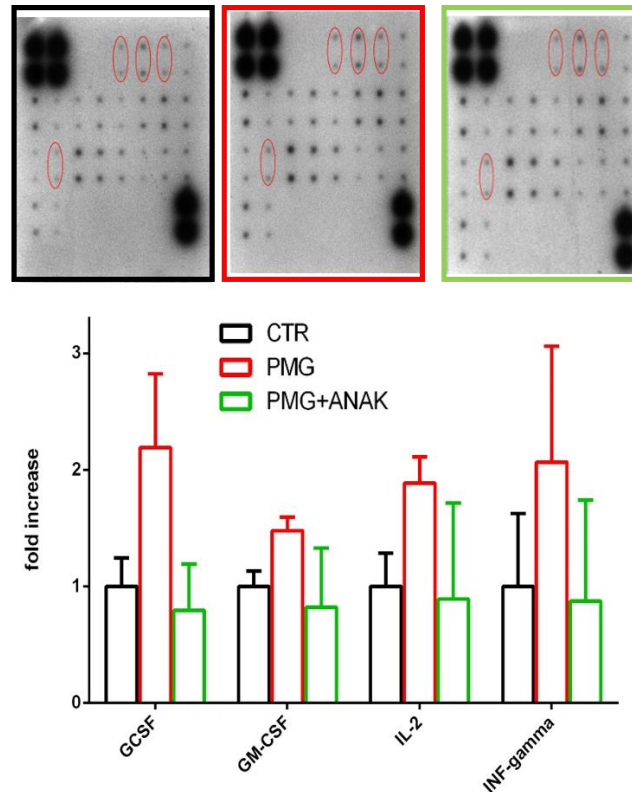 CTR
PMG
PMG+ANAK
fold increase
3
2
1
0
GCSF
GM-CSF
IL-2
INF-gamma